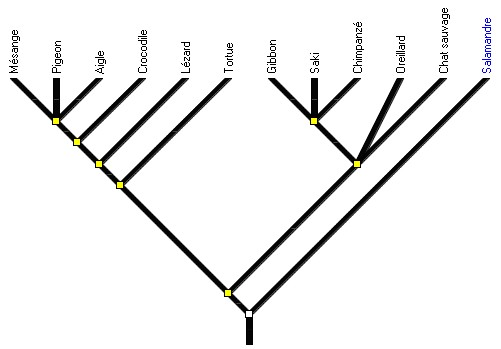 Mésange
Pigeon
Aigle
Crocodile
Lézard
Tortue
Gibbon
Saki
Chimpanzé
Oreillard
Chat sauvage
Salamandre